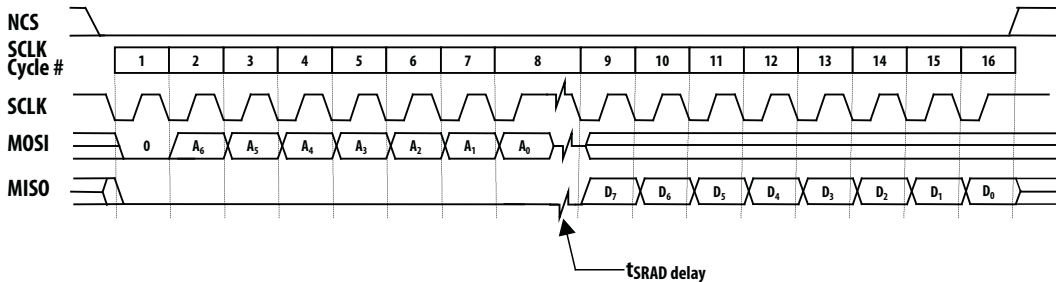 NCS
SCLK
Cycle # 1 2 3 4 5 6 7 8 9 10 11 12 13 14 15 16
SCLK
MOSI 0 A6 A5 A4 A3 A2 A1 A0
MISO D7 D6 D5 D4 D3 D2 D1 D0
tSRAD delay